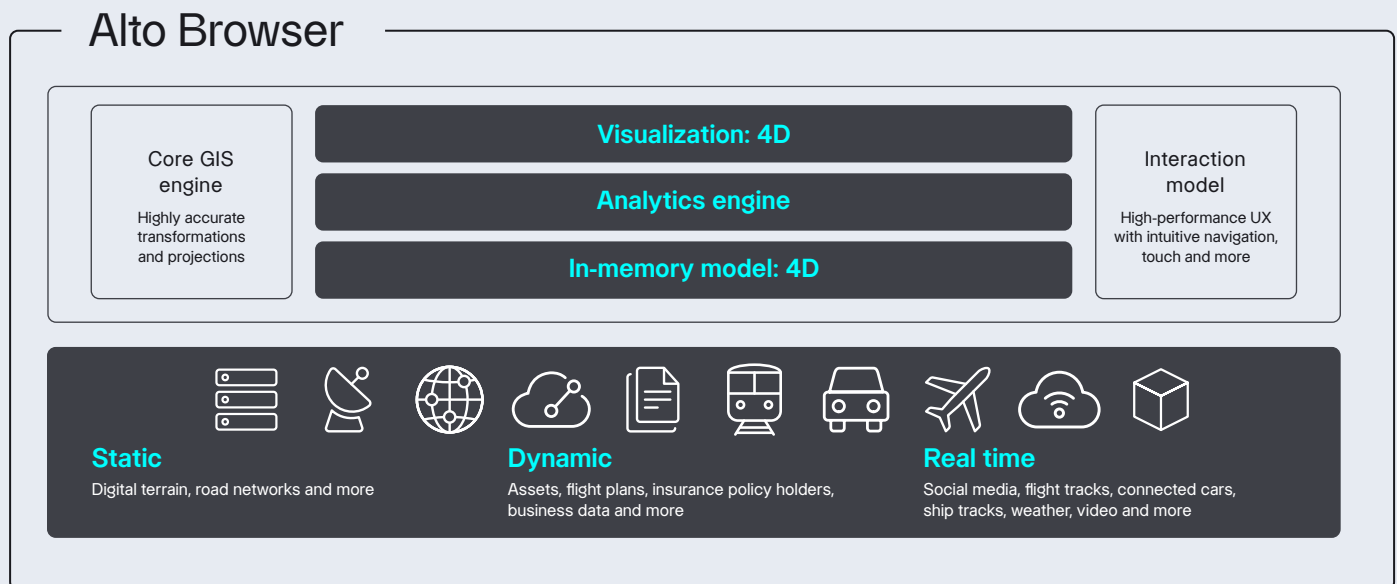 Alto Browser
Core GIS
engine
Highly accurate
transformations
and projections
Visualization: 4D
Analytics engine
In-memory model: 4D
Interaction
model
High-performance UX
with intuitive navigation,
touch and more
Static
Digital terrain, road networks and more
Dynamic
Assets, flight plans, insurance policy holders,
business data and more
Real time
Social media, flight tracks, connected cars,
ship tracks, weather, video and more